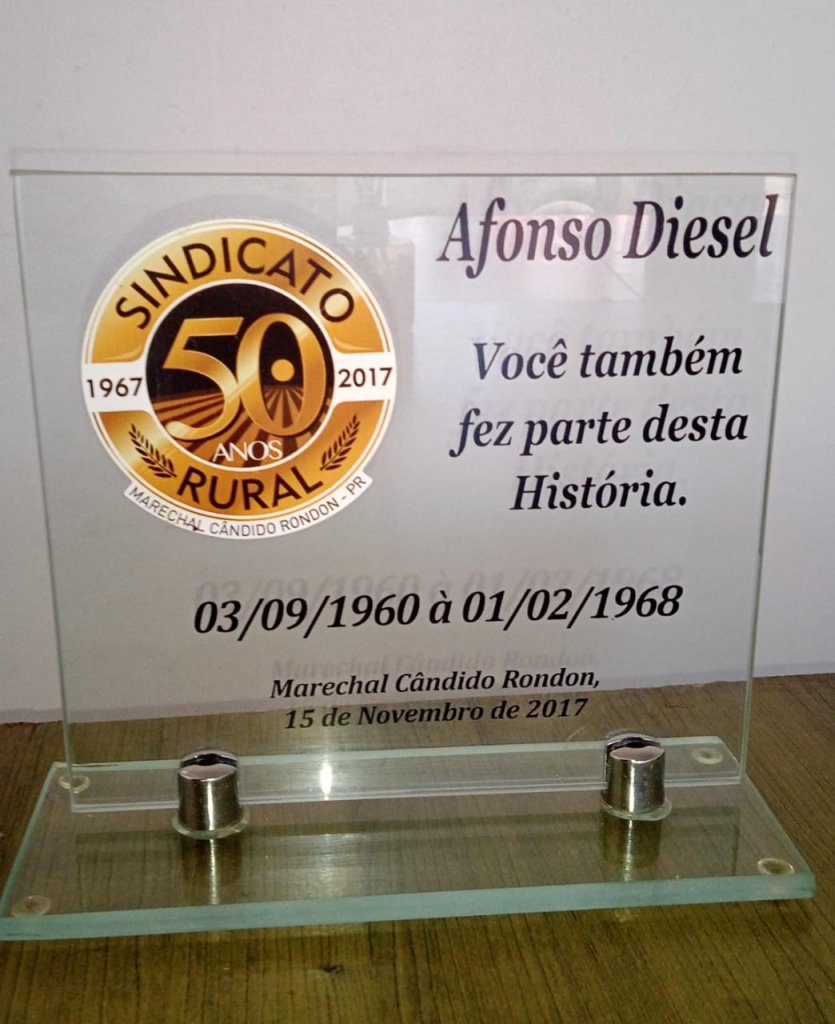 SINDICATO
1967 50 2017
ANOS
RURAL
MARECHAL CÂNDIDO RONDON - PR
Afonso Diesel
Você também
fez parte desta
História.
03/09/1960 à 01/02/1968
Marechal Cândido Rondon,
15 de Novembro de 2017